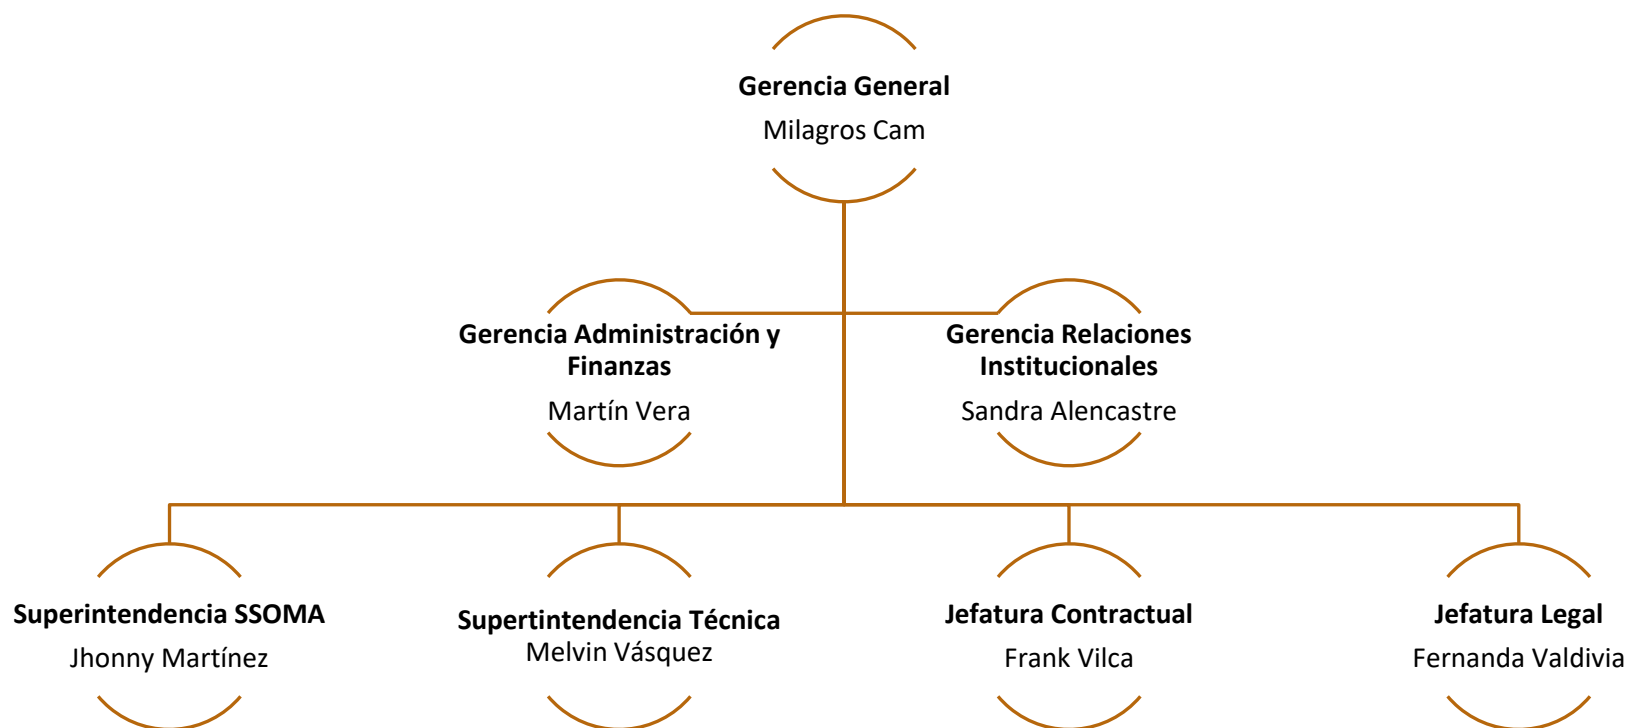 Gerencia General
Milagros Cam
Gerencia Administración y
Finanzas
Martín Vera
Gerencia Relaciones
Institucionales
Sandra Alencastre
Superintendencia SSOMA
Jhonny Martínez
Supertintendencia Técnica
Melvin Vásquez
Jefatura Contractual
Frank Vilca
Jefatura Legal
Fernanda Valdivia